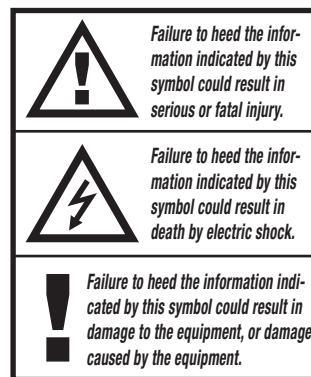 Failure to heed the infor-
mation indicated by this
symbol could result in
serious or fatal injury.
Failure to heed the infor-
mation indicated by this
symbol could result in
death by electric shock.
Failure to heed the information indi-
cated by this symbol could result in
damage to the equipment, or damage
caused by the equipment.